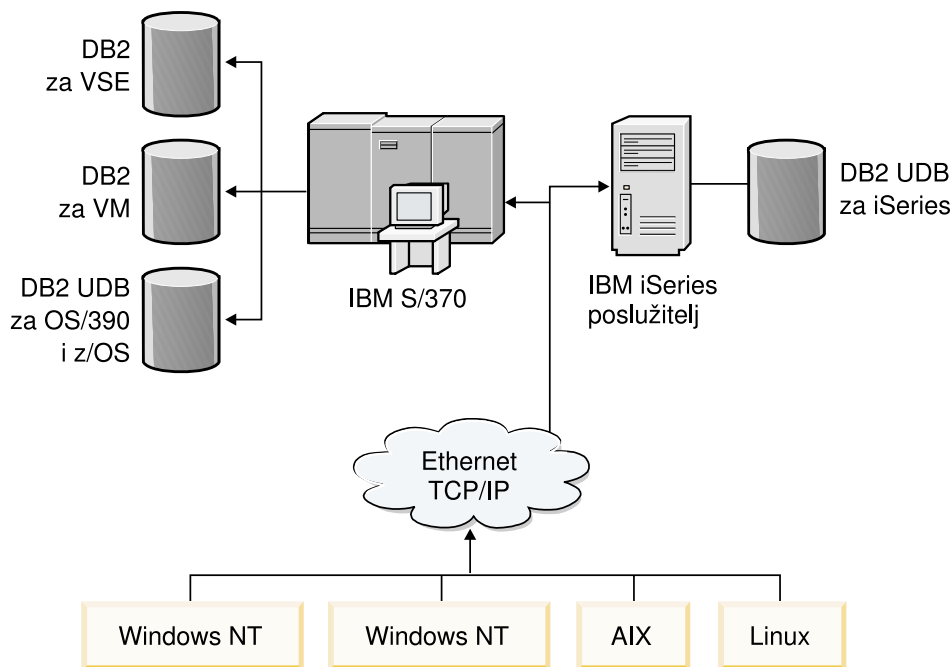 DB2
za VSE
DB2
za VM
DB2 UDB
za OS/390
i z/OS
IBM S/370
IBM iSeries
poslužitelj
DB2 UDB
za iSeries
Ethernet
TCP/IP
Windows NT
Windows NT
AIX
Linux